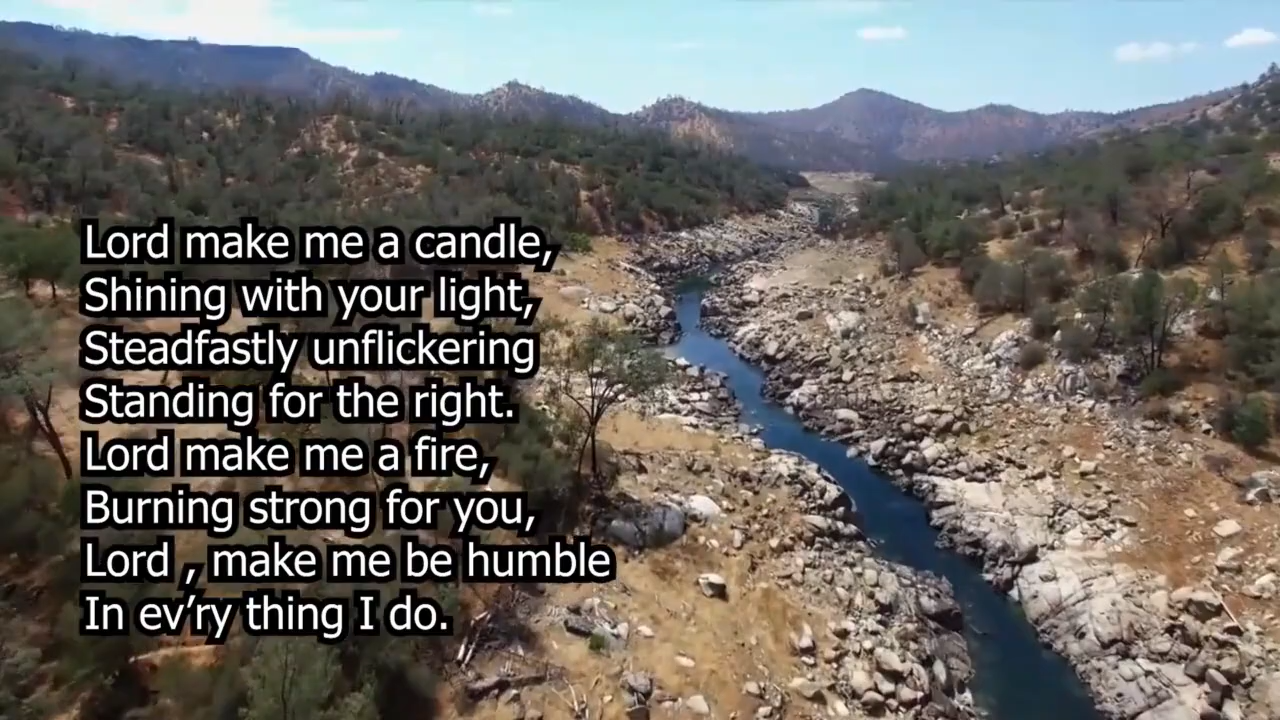 Lord make me a candle,
Shining with your light,
Steadfastly unflickering
Standing for the right.
Lord make me a fire,
Burning strong for you,
Lord , make me be humble
In ev’ry thing I do.